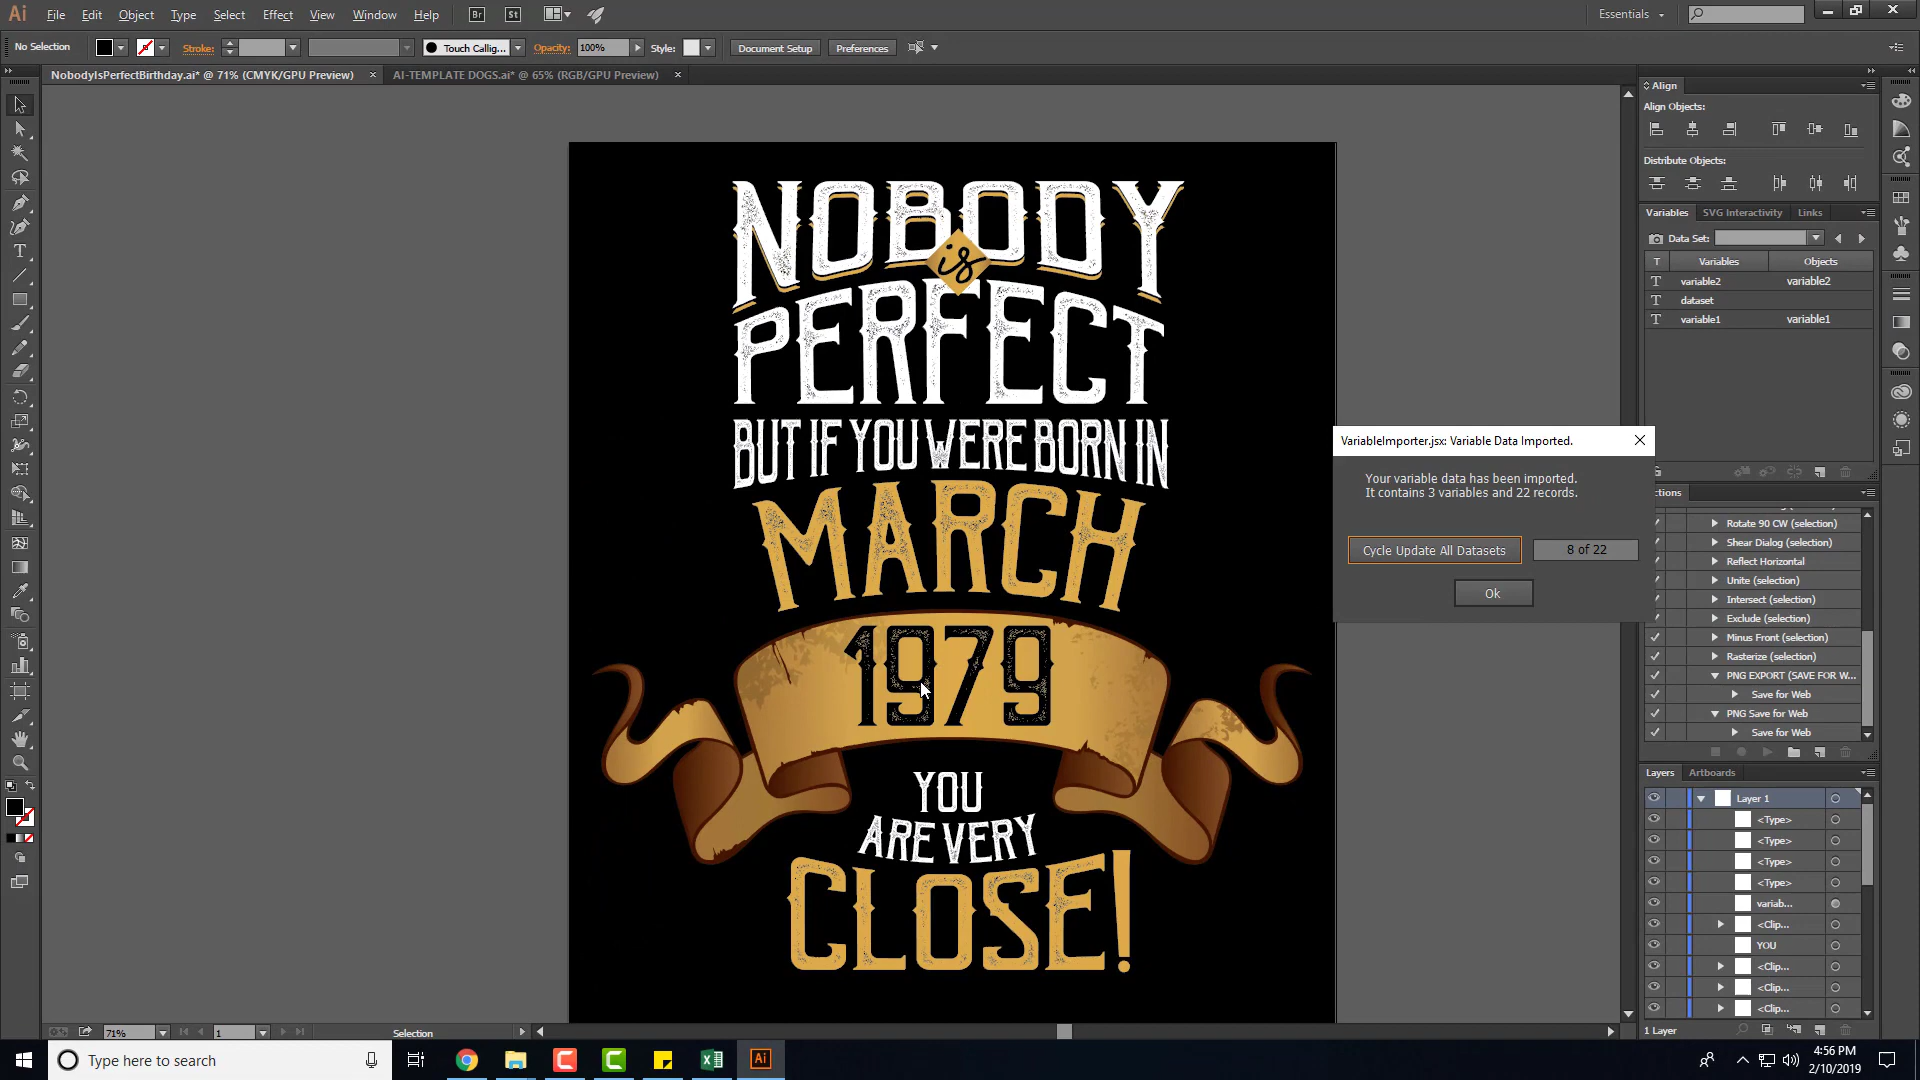 Ai File Edit Object Type Select Effect View Window Help Br St Essentials
No Selection Stroke: Touch Callig... Opacity: 100% Style: Document Setup Preferences
NobodyIsPerfectBirthday.ai* @ 71% (CMYK/GPU Preview) × AI-TEMPLATE DOGS.ai* @ 65% (RGB/GPU Preview) ×
NOBODY
is
PERFECT
BUT IF YOU WERE BORN IN
MARCH
1979
YOU
ARE VERY
CLOSE!
Align
Align Objects:
Distribute Objects:
Variables SVG Interactivity Links
Data Set:
T Variables Objects
T variable2 variable2
T dataset
T variable1 variable1
VariableImporter.jsx: Variable Data Imported.
Your variable data has been imported.
It contains 3 variables and 22 records.
Cycle Update All Datasets 8 of 22
Ok
ctions
Rotate 90 CW (selection)
Shear Dialog (selection)
Reflect Horizontal
Unite (selection)
Intersect (selection)
Exclude (selection)
Minus Front (selection)
Rasterize (selection)
PNG EXPORT (SAVE FOR W...
Save for Web
PNG Save for Web
Save for Web
Layers Artboards
Layer 1
<Type>
<Type>
<Type>
<Type>
variab...
<Clip...
YOU
<Clip...
<Clip...
<Clip...
1 Layer
71% 1 Selection
Type here to search
Ai
4:56 PM
2/10/2019